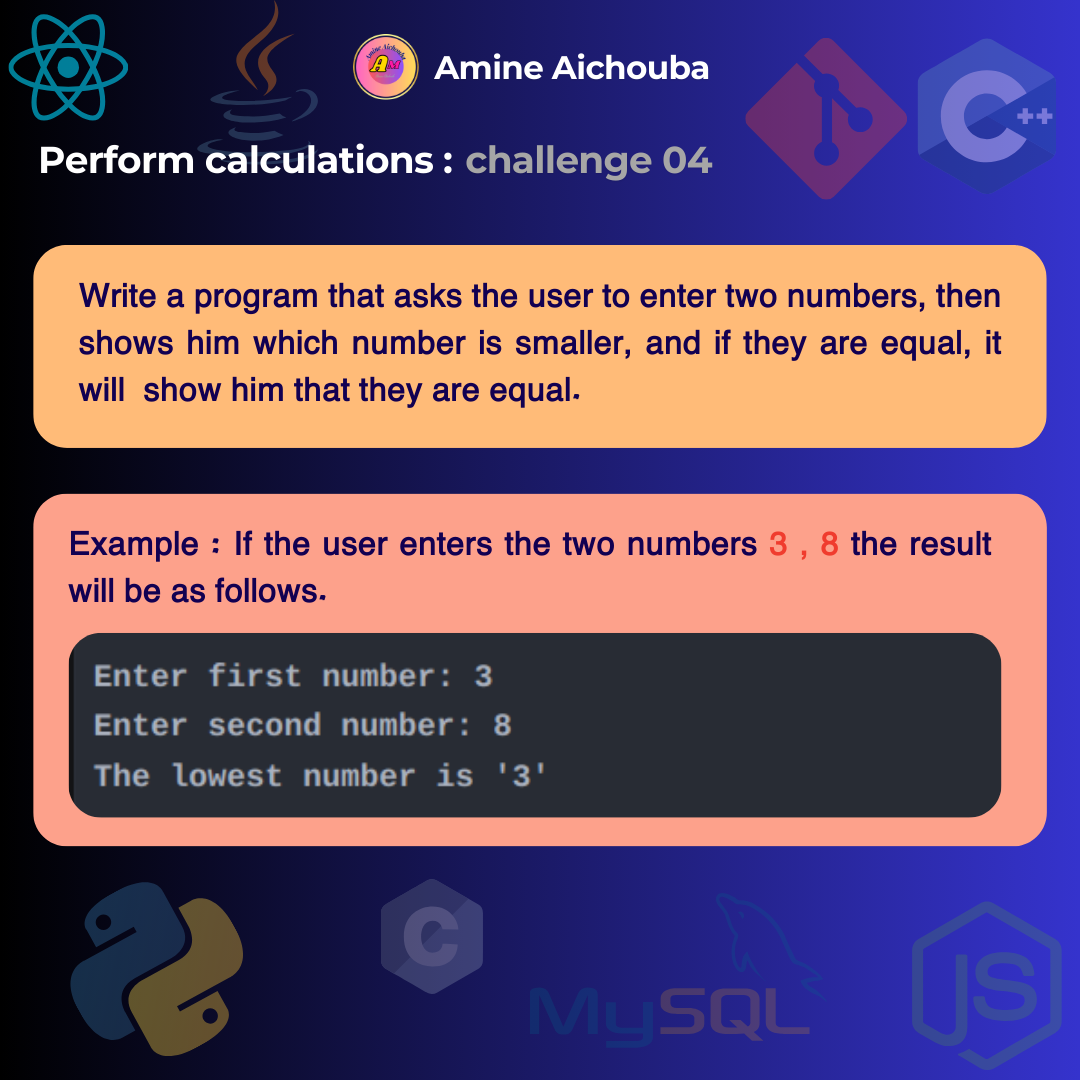 Amine Aichouba
AM
Amine Aichouba
C++
Perform calculations : challenge 04
Write a program that asks the user to enter two numbers, then
shows him which number is smaller, and if they are equal, it
will show him that they are equal.
Example : If the user enters the two numbers 3 , 8 the result
will be as follows.
Enter first number: 3
Enter second number: 8
The lowest number is '3'
C
MySQL
JS